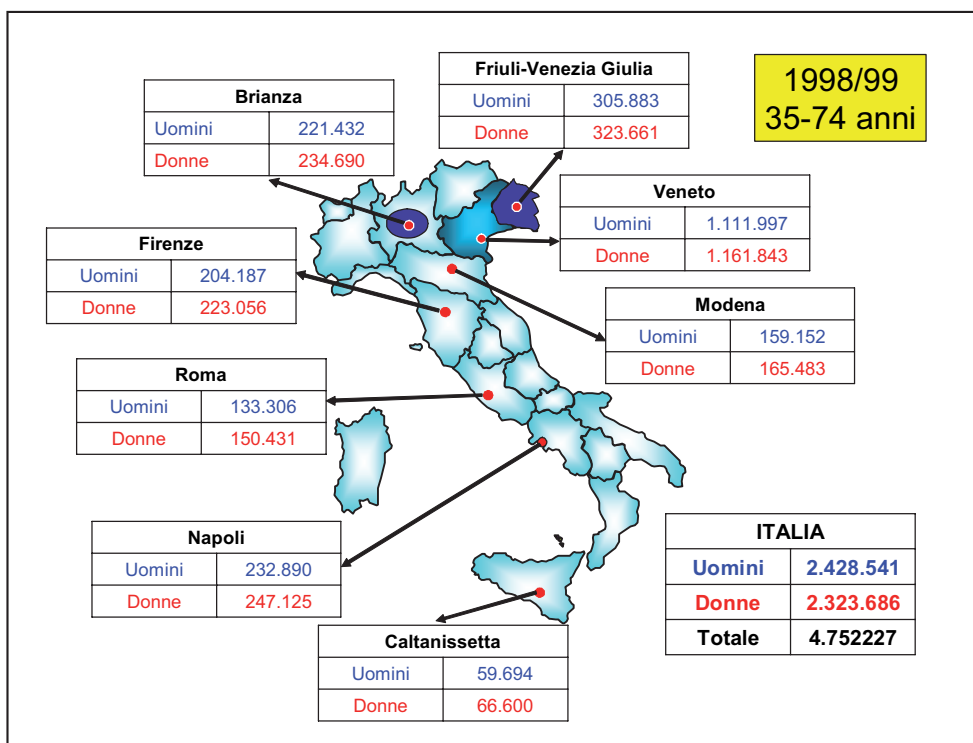 1998/99
35-74 anni
Friuli-Venezia Giulia
Uomini 305.883
Donne 323.661
Brianza
Uomini 221.432
Donne 234.690
Veneto
Uomini 1.111.997
Donne 1.161.843
Firenze
Uomini 204.187
Donne 223.056
Modena
Uomini 159.152
Donne 165.483
Roma
Uomini 133.306
Donne 150.431
Napoli
Uomini 232.890
Donne 247.125
ITALIA
Uomini 2.428.541
Donne 2.323.686
Totale 4.752227
Caltanissetta
Uomini 59.694
Donne 66.600